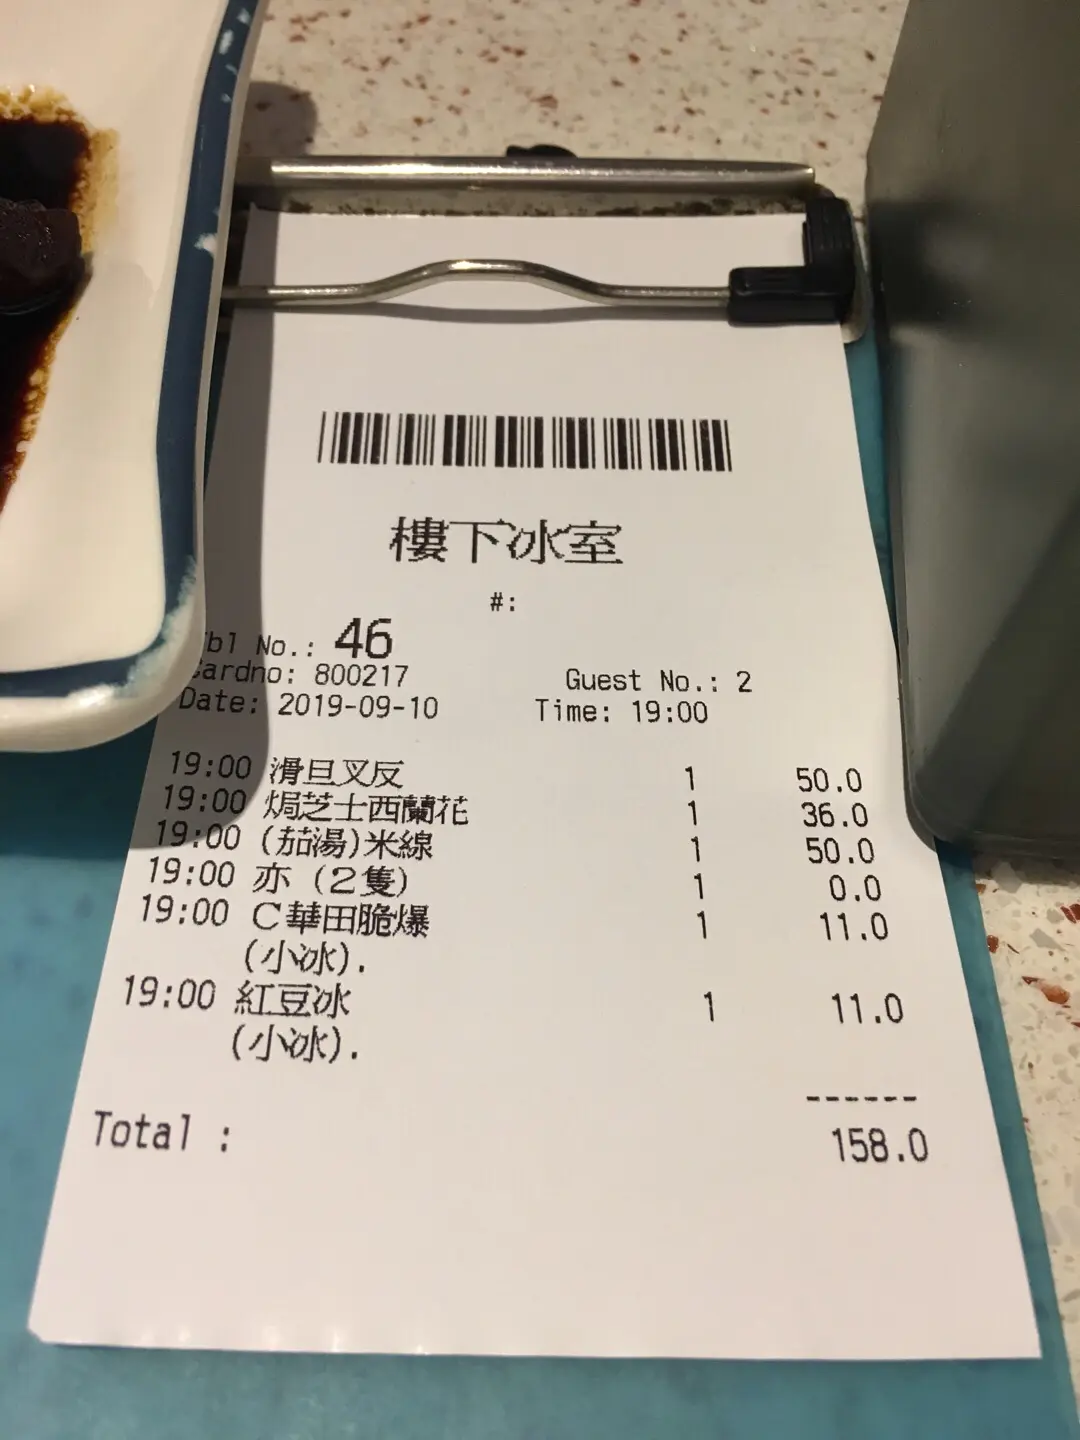 樓下冰室
#:
Tbl No.: 46
Cardno: 800217 Guest No.: 2
Date: 2019-09-10 Time: 19:00
19:00 滑旦叉反 1 50.0
19:00 焗芝士西蘭花 1 36.0
19:00 (茄湯)米線 1 50.0
19:00 亦(2隻) 1 0.0
19:00 C華田脆爆 1 11.0
(小冰).
19:00 紅豆冰 1 11.0
(小冰).
------
Total : 158.0